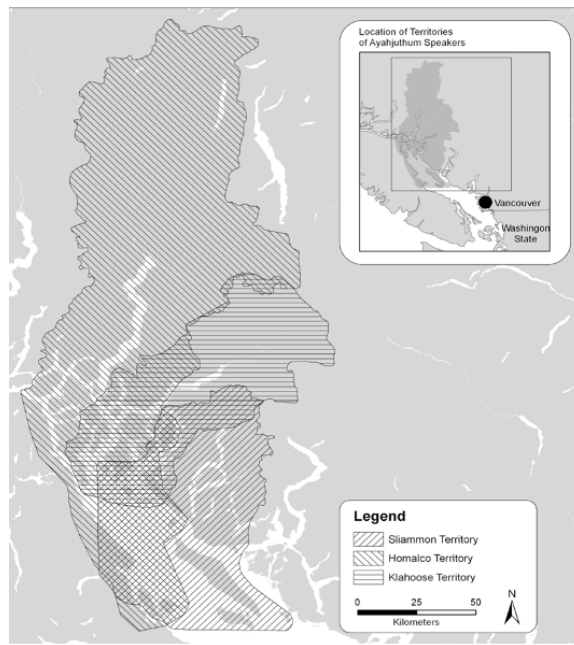 Location of Territories
of Ayahjuthum Speakers
Vancouver
Washingon
State
Legend
Sliammon Territory
Homalco Territory
Klahoose Territory
0 25 50
Kilometers
N